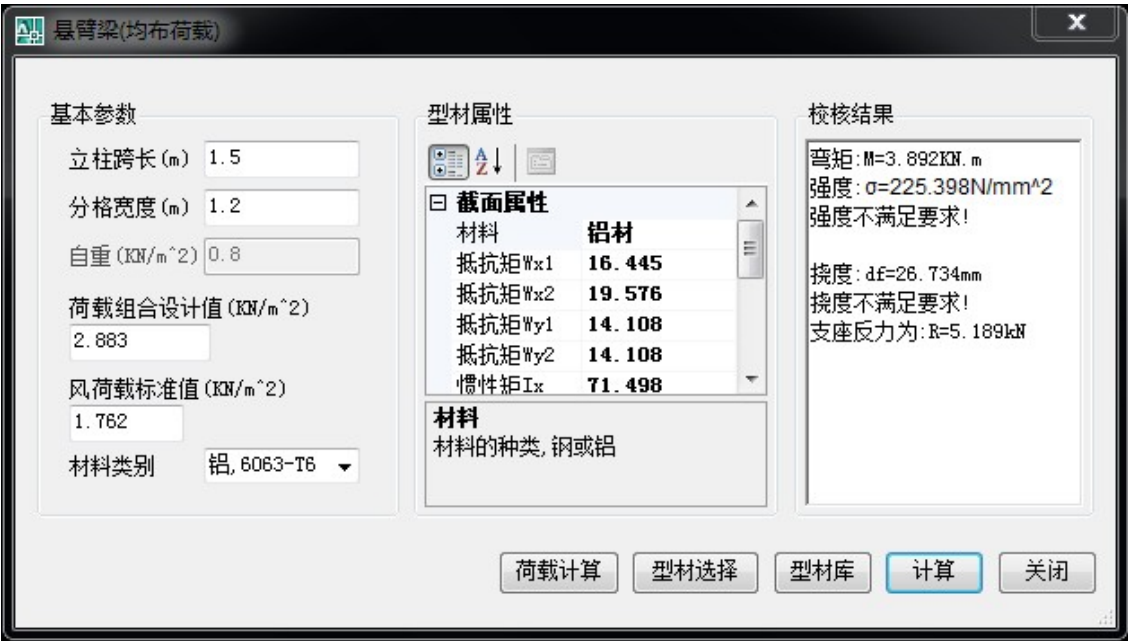 悬臂梁(均布荷载)
基本参数
立柱跨长(m) 1.5
分格宽度(m) 1.2
自重(KN/m^2) 0.8
荷载组合设计值(KN/m^2)
2.883
风荷载标准值(KN/m^2)
1.762
材料类别 铝,6063-T6
型材属性
截面属性
材料 铝材
抵抗矩Wx1 16.445
抵抗矩Wx2 19.576
抵抗矩Wy1 14.108
抵抗矩Wy2 14.108
惯性矩Ix 71.498
材料
材料的种类,钢或铝
校核结果
弯矩:M=3.892KN.m
强度:σ=225.398N/mm^2
强度不满足要求!
挠度:df=26.734mm
挠度不满足要求!
支座反力为:R=5.189kN
荷载计算 型材选择 型材库 计算 关闭